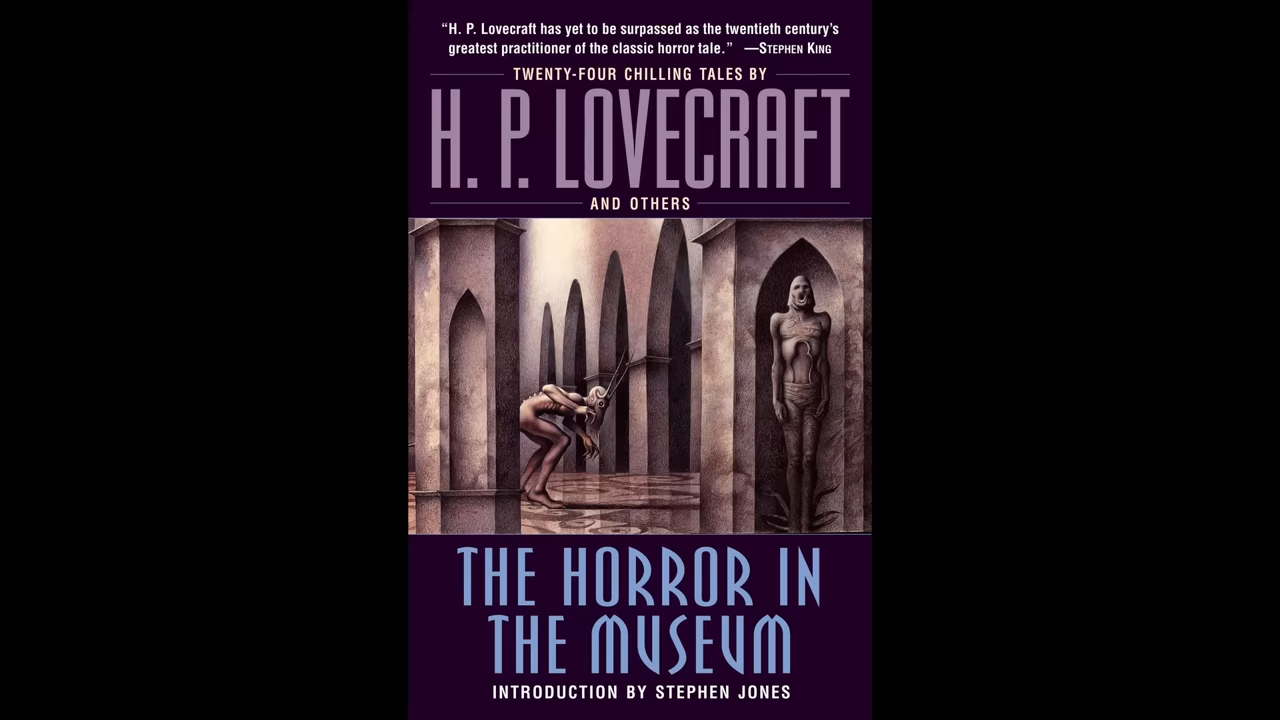 “H. P. Lovecraft has yet to be surpassed as the twentieth century’s
greatest practitioner of the classic horror tale.” —STEPHEN KING
TWENTY-FOUR CHILLING TALES BY
H. P. LOVECRAFT
AND OTHERS
THE HORROR IN
THE MUSEUM
INTRODUCTION BY STEPHEN JONES